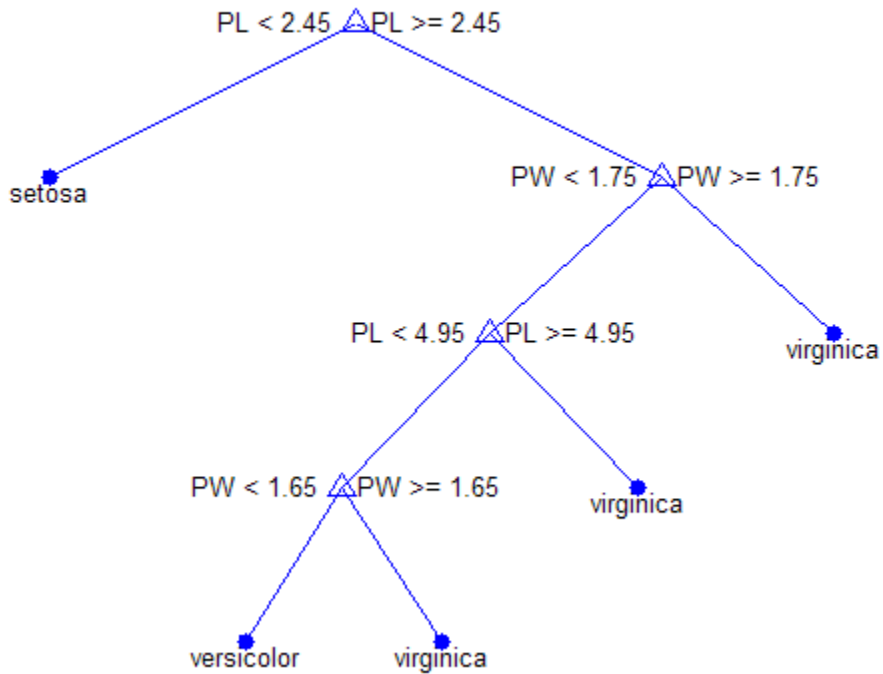 PL < 2.45 PL >= 2.45
setosa
PW < 1.75 PW >= 1.75
PL < 4.95 PL >= 4.95
virginica
PW < 1.65 PW >= 1.65
virginica
versicolor
virginica